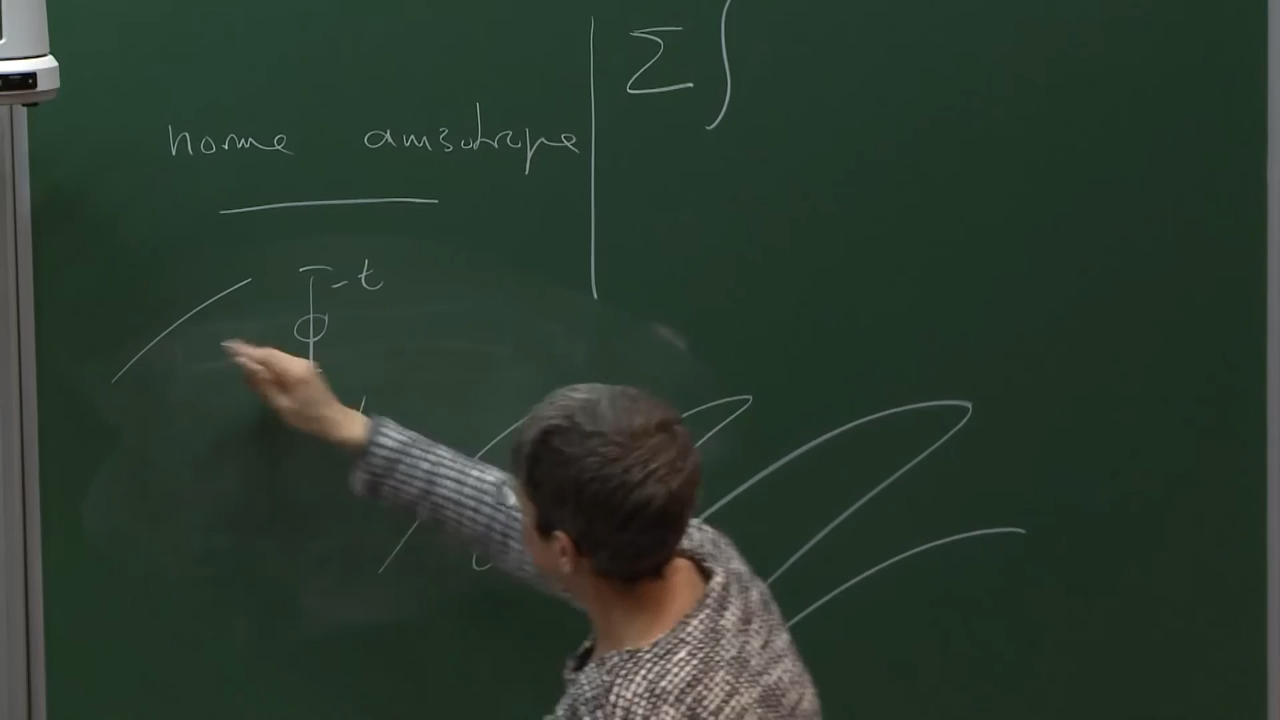 Σ ∫
norme anisotrope
ϕ - t